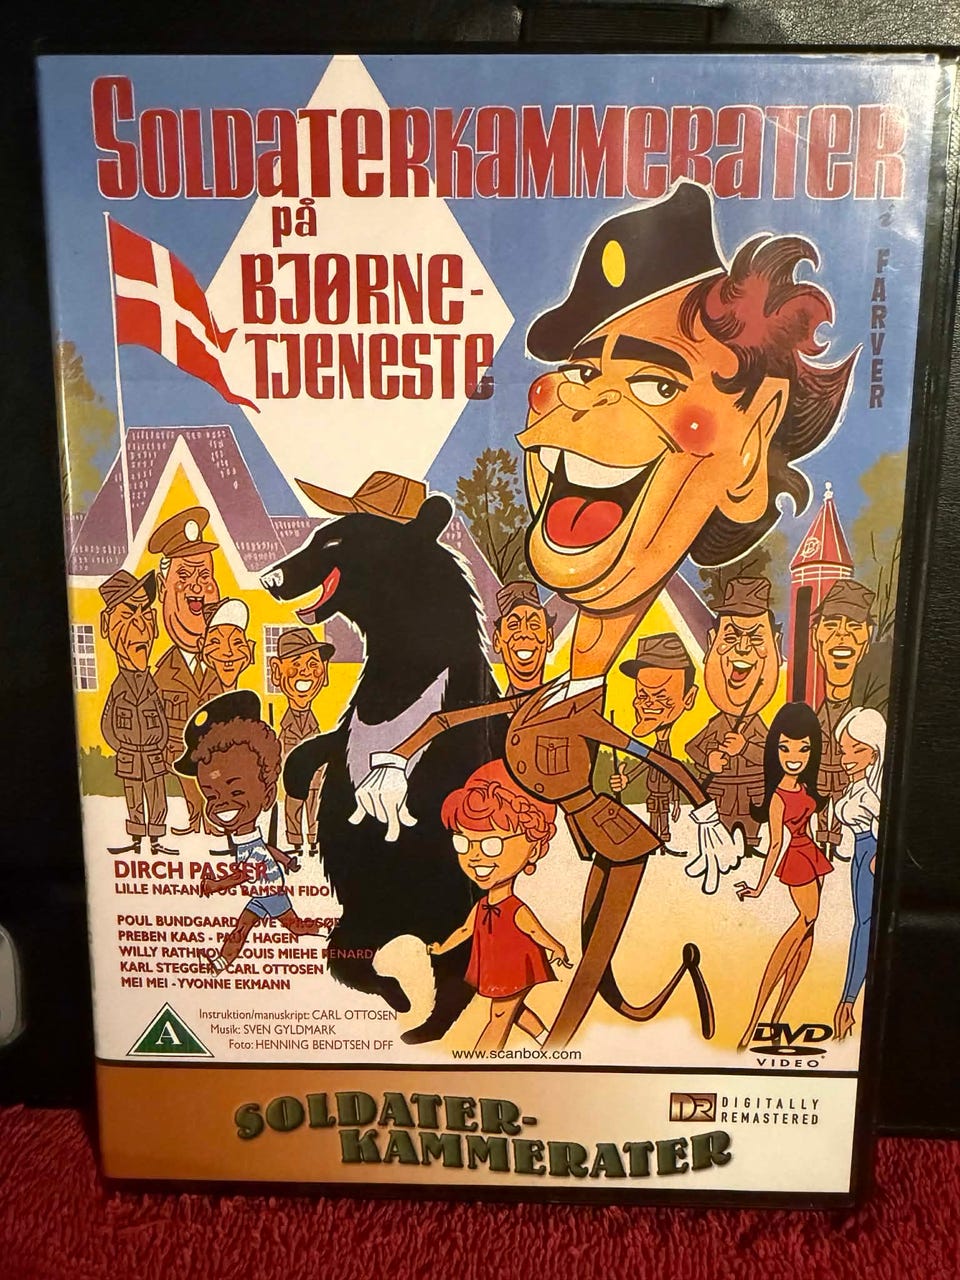 SOLDATERKAMMERATER
på
BJØRNE-
TJENESTE
i FARVER
DIRCH PASSER
LILLE NAT-ANN OG BAMSEN FIDO
POUL BUNDGAARD - OVE SPROGØE
PREBEN KAAS - PAUL HAGEN
WILLY RATHNOV - LOUIS MIEHE RENARD
KARL STEGGER - CARL OTTOSEN
MEI MEI - YVONNE EKMANN
Instruktion/manuskript: CARL OTTOSEN
Musik: SVEN GYLDMARK
Foto: HENNING BENDTSEN DFF
A
www.scanbox.com
DVD
VIDEO
SOLDATER-
KAMMERATER
DR DIGITALLY
REMASTERED